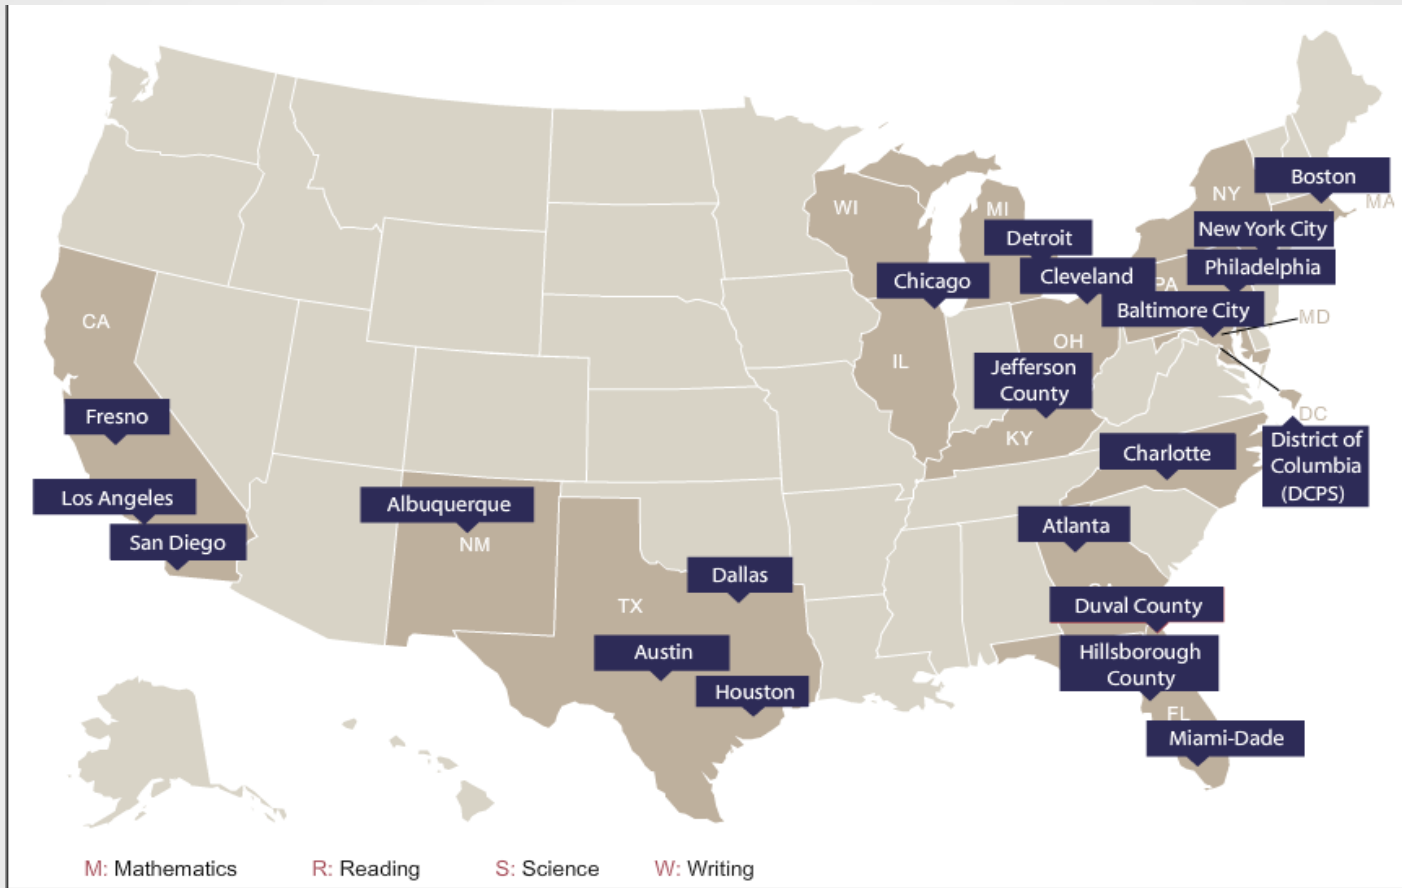 Boston
NY
MA
WI
MI
New York City
Detroit
Philadelphia
Cleveland
Chicago
PA
Baltimore City
MD
CA
OH
IL
Jefferson
County
DC
Fresno
KY
District of
Columbia
(DCPS)
Charlotte
Los Angeles
Albuquerque
Atlanta
San Diego
NM
Dallas
TX
Duval County
Austin
Hillsborough
County
Houston
FL
Miami-Dade
M: Mathematics
R: Reading
S: Science
W: Writing